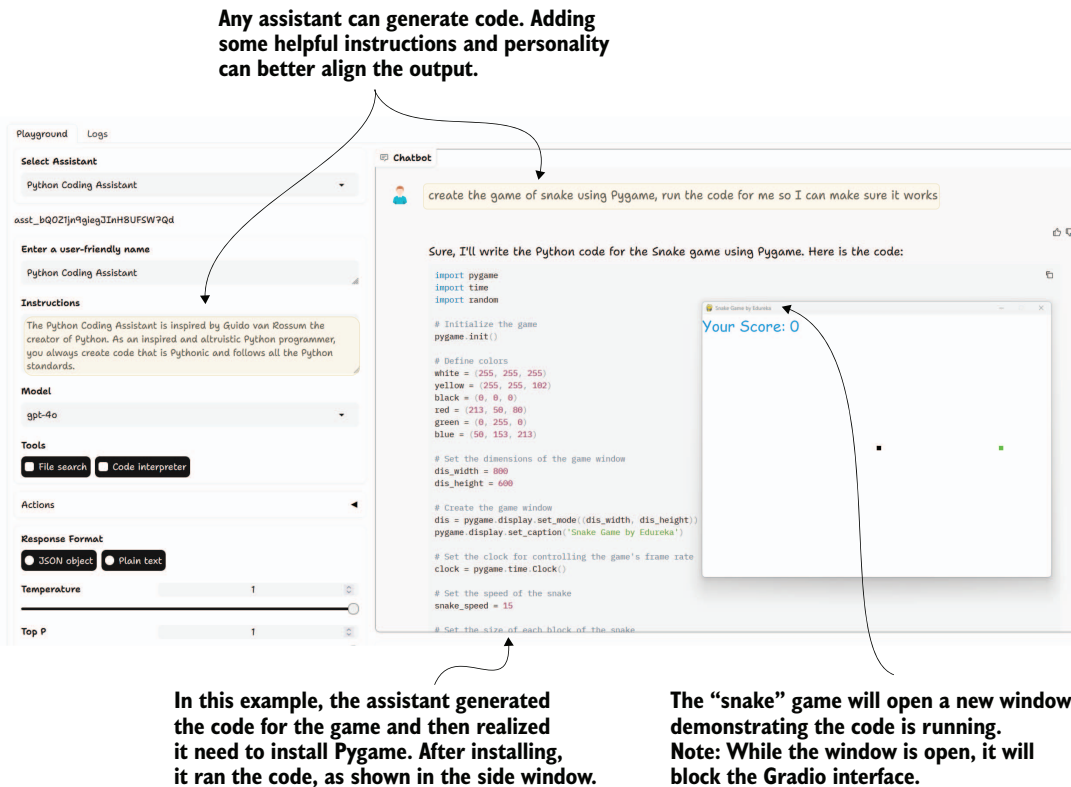 Any assistant can generate code. Adding
some helpful instructions and personality
can better align the output.
Playground Logs
Select Assistant
Python Coding Assistant
asst_bQ0Z1jn9giegJInH8UFSW7Qd
Enter a user-friendly name
Python Coding Assistant
Instructions
The Python Coding Assistant is inspired by Guido van Rossum the
creator of Python. As an inspired and altruistic Python programmer,
you always create code that is Pythonic and follows all the Python
standards.
Model
gpt-4o
Tools
File search Code interpreter
Actions
Response Format
JSON object Plain text
Temperature 1
Top P 1
Chatbot
create the game of snake using Pygame, run the code for me so I can make sure it works
Sure, I'll write the Python code for the Snake game using Pygame. Here is the code:
import pygame
import time
import random
# Initialize the game
pygame.init()
# Define colors
white = (255, 255, 255)
yellow = (255, 255, 102)
black = (0, 0, 0)
red = (213, 50, 80)
green = (0, 255, 0)
blue = (50, 153, 213)
# Set the dimensions of the game window
dis_width = 800
dis_height = 600
# Create the game window
dis = pygame.display.set_mode((dis_width, dis_height))
pygame.display.set_caption('Snake Game by Edureka')
# Set the clock for controlling the game's frame rate
clock = pygame.time.Clock()
# Set the speed of the snake
snake_speed = 15
# Set the size of each block of the snake
Snake Game by Edureka
Your Score: 0
In this example, the assistant generated
the code for the game and then realized
it need to install Pygame. After installing,
it ran the code, as shown in the side window.
The “snake” game will open a new window
demonstrating the code is running.
Note: While the window is open, it will
block the Gradio interface.